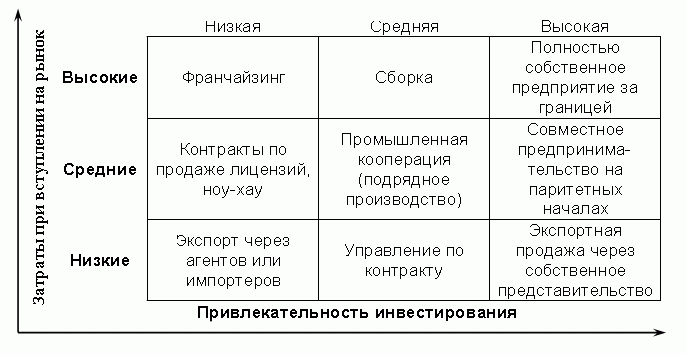 Низкая
Средняя
Высокая
Затраты при вступлении на рынок
Высокие
Франчайзинг
Сборка
Полностью
собственное
предприятие за
границей
Средние
Контракты по
продаже лицензий,
ноу-хау
Промышленная
кооперация
(подрядное
производство)
Совместное
предпринима-
тельство на
паритетных
началах
Низкие
Экспорт через
агентов или
импортеров
Управление по
контракту
Экспортная
продажа через
собственное
представительство
Привлекательность инвестирования